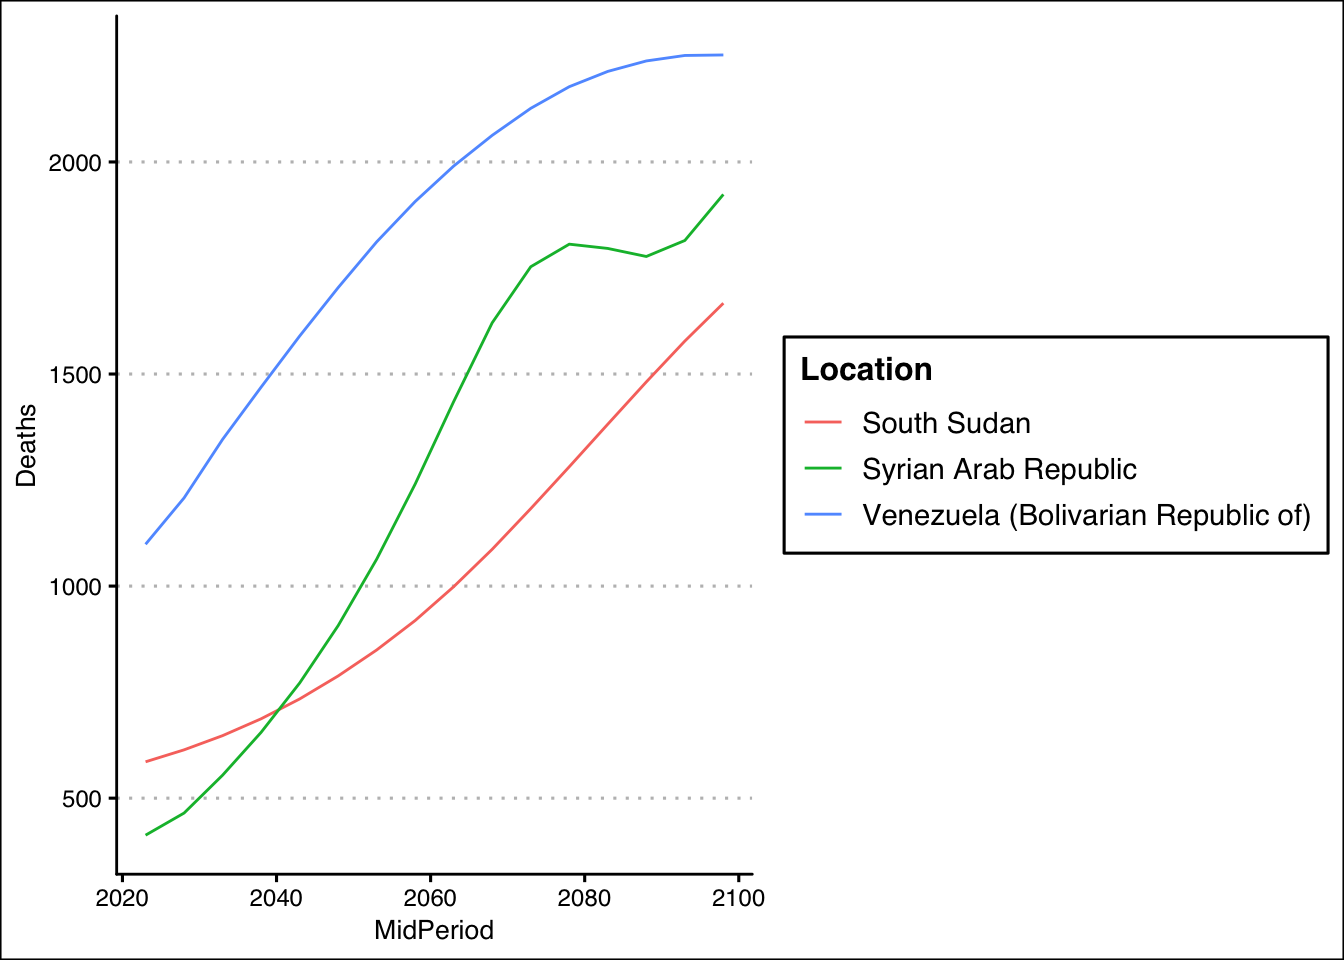 2000
1500
1000
500
Deaths
2020 2040 2060 2080 2100
MidPeriod
Location
South Sudan
Syrian Arab Republic
Venezuela (Bolivarian Republic of)